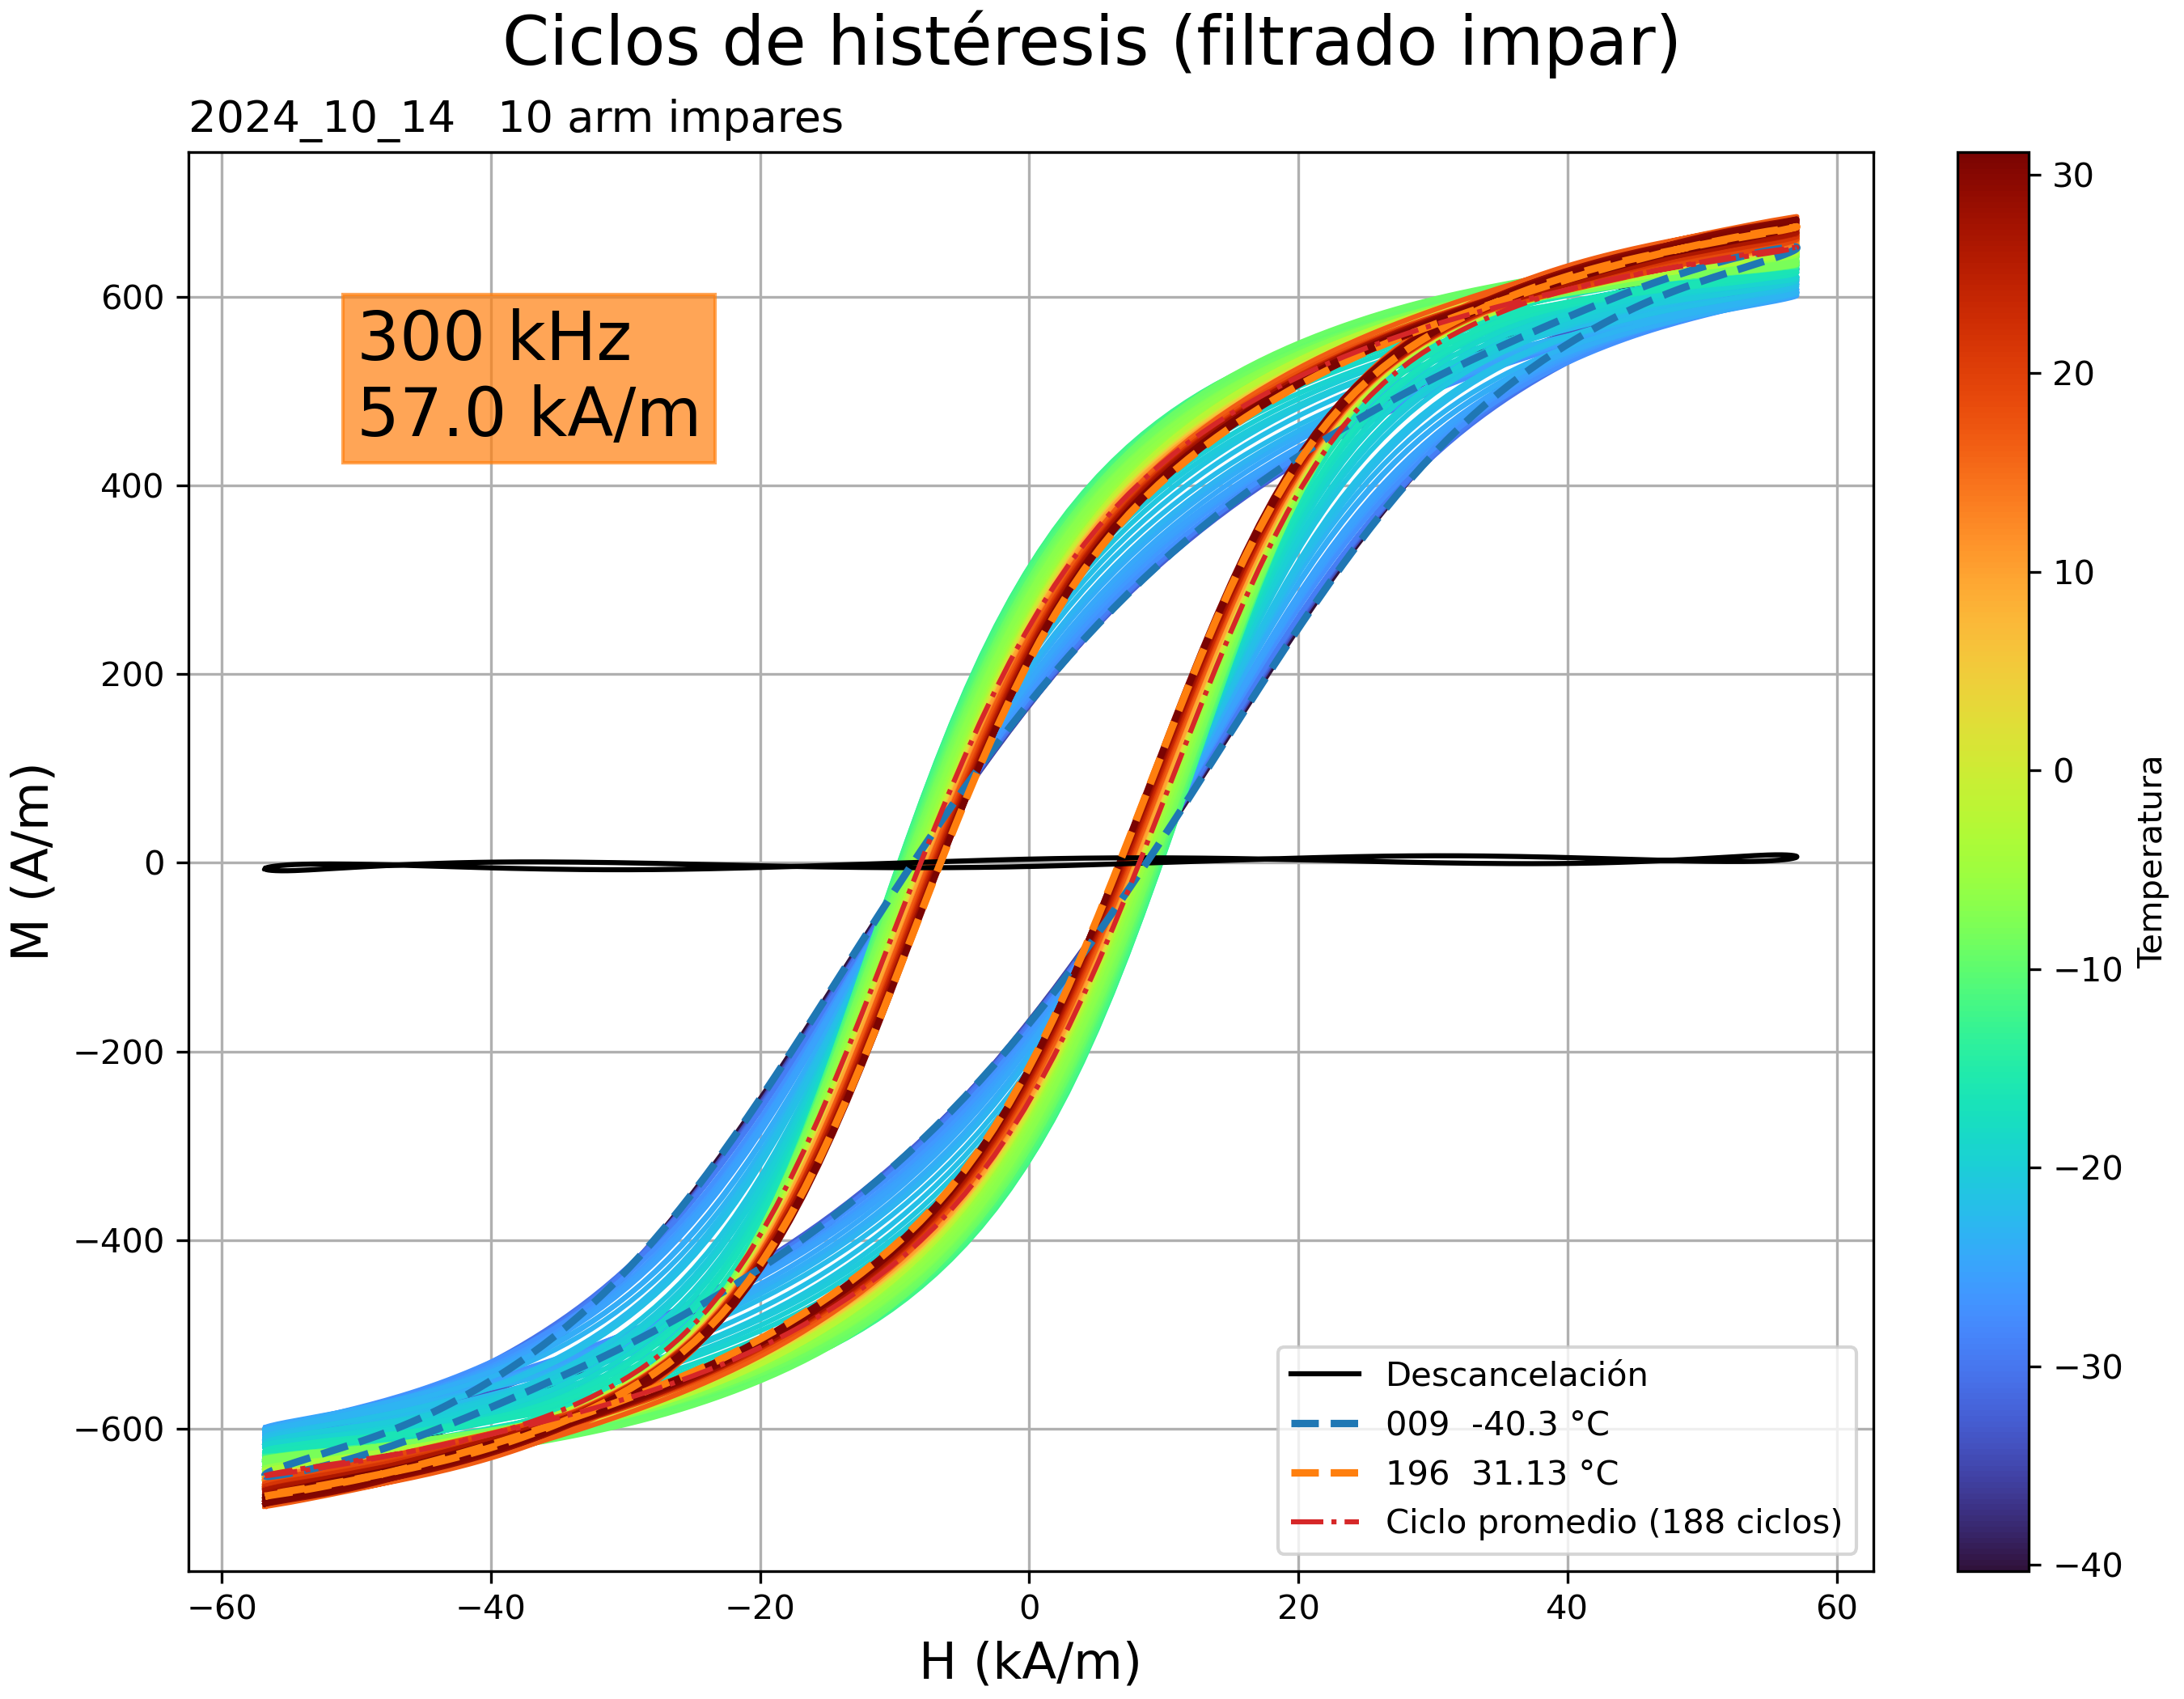 Ciclos de histéresis (filtrado impar)
2024_10_14   10 arm impares
300 kHz
57.0 kA/m
M (A/m)
600
400
200
0
−200
−400
−600
−60
−40
−20
0
20
40
60
H (kA/m)
Descancelación
009  -40.3 °C
196  31.13 °C
Ciclo promedio (188 ciclos)
30
20
10
0
−10
−20
−30
−40
Temperatura